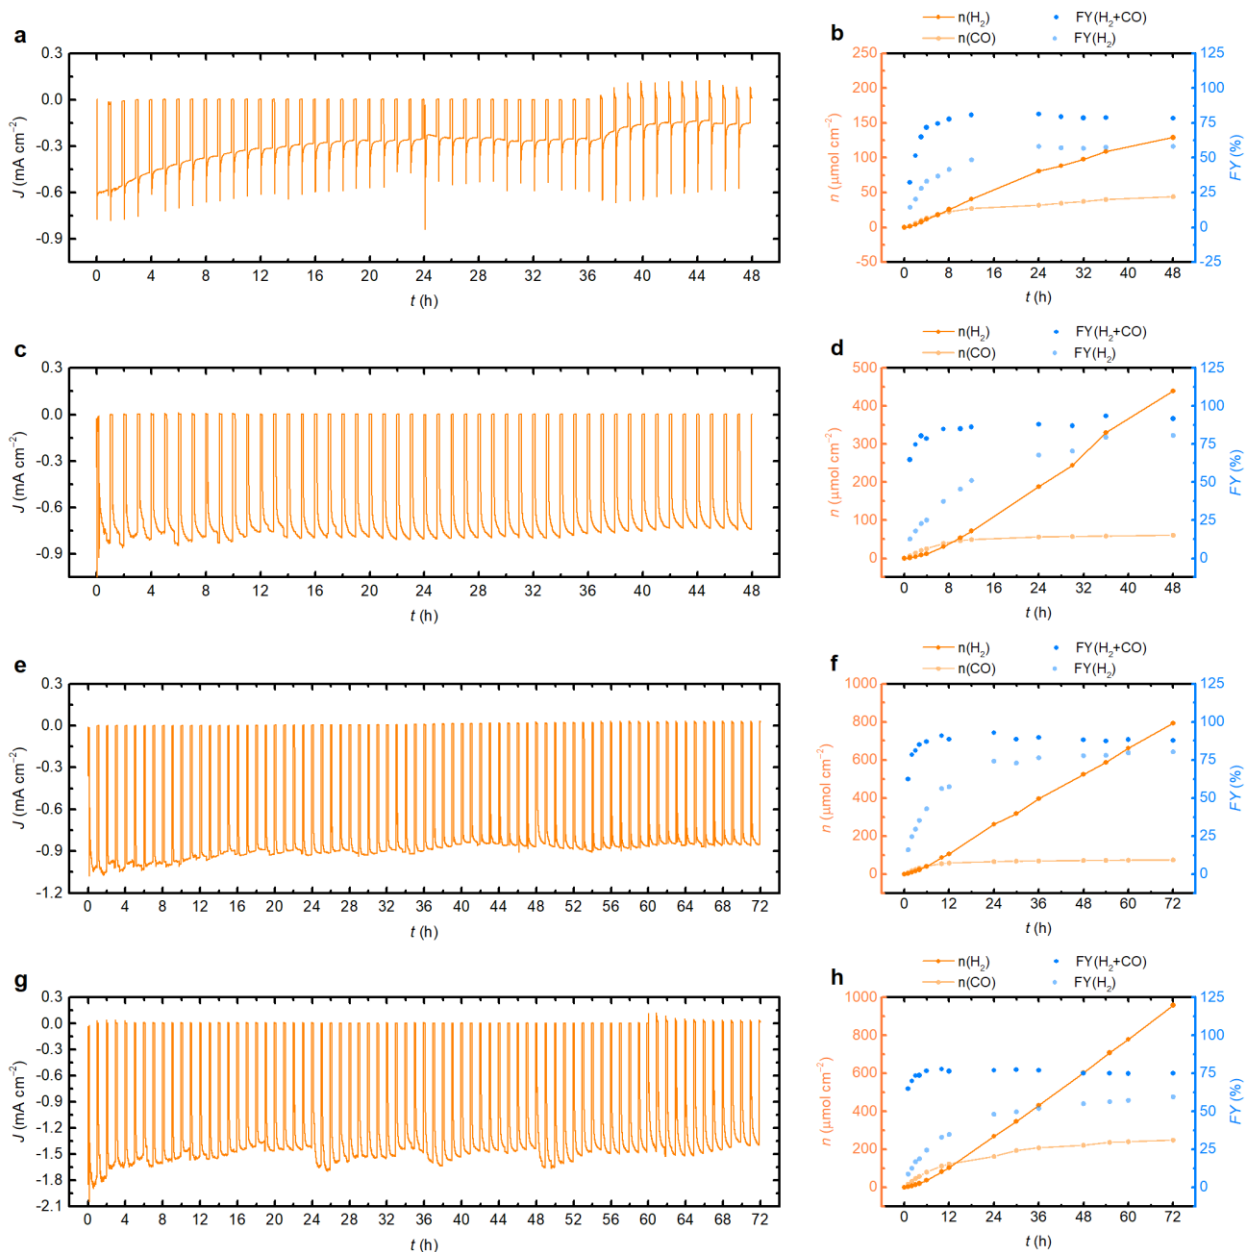 a
0.3
0.0
−0.3
−0.6
−0.9
J (mA cm⁻²)
0 4 8 12 16 20 24 28 32 36 40 44 48
t (h)
b
n(H₂) FY(H₂+CO)
n(CO) FY(H₂)
250
200
150
100
50
0
-50
n (μmol cm⁻²)
125
100
75
50
25
0
-25
FY (%)
0 8 16 24 32 40 48
t (h)
c
0.3
0.0
−0.3
−0.6
−0.9
J (mA cm⁻²)
0 4 8 12 16 20 24 28 32 36 40 44 48
t (h)
d
n(H₂) FY(H₂+CO)
n(CO) FY(H₂)
500
400
300
200
100
0
n (μmol cm⁻²)
125
100
75
50
25
0
FY (%)
0 8 16 24 32 40 48
t (h)
e
0.3
0.0
−0.3
−0.6
−0.9
−1.2
J (mA cm⁻²)
0 4 8 12 16 20 24 28 32 36 40 44 48 52 56 60 64 68 72
t (h)
f
n(H₂) FY(H₂+CO)
n(CO) FY(H₂)
1000
800
600
400
200
0
n (μmol cm⁻²)
125
100
75
50
25
0
FY (%)
0 12 24 36 48 60 72
t (h)
g
0.3
0.0
−0.3
−0.6
−0.9
−1.2
−1.5
−1.8
−2.1
J (mA cm⁻²)
0 4 8 12 16 20 24 28 32 36 40 44 48 52 56 60 64 68 72
t (h)
h
n(H₂) FY(H₂+CO)
n(CO) FY(H₂)
1000
800
600
400
200
0
n (μmol cm⁻²)
125
100
75
50
25
0
FY (%)
0 12 24 36 48 60 72
t (h)